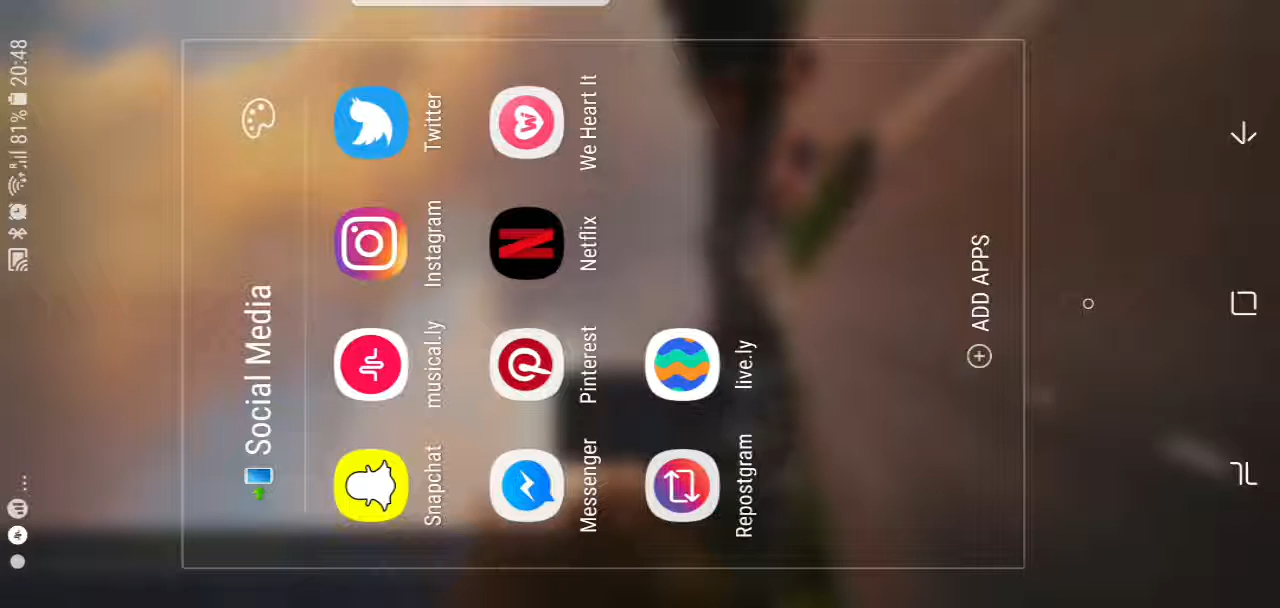 81% 20:48
📲 Social Media
Snapchat musical.ly Instagram Twitter
Messenger Pinterest Netflix We Heart It
Repostgram live.ly
ADD APPS